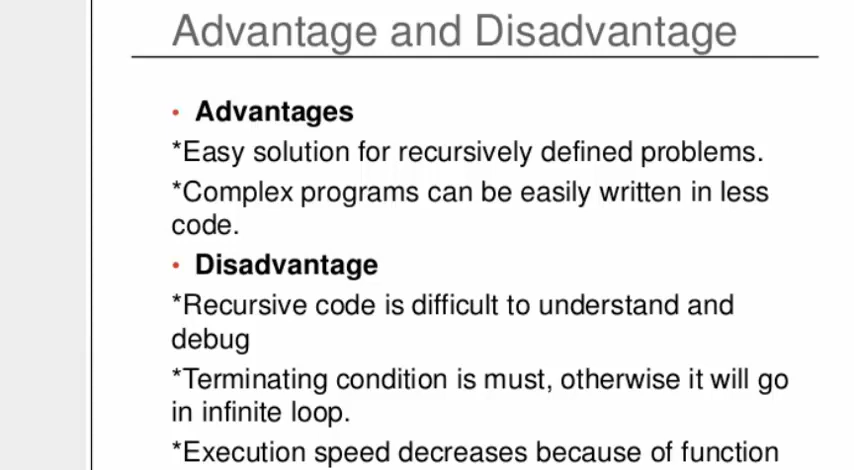 Advantage and Disadvantage
• Advantages
*Easy solution for recursively defined problems.
*Complex programs can be easily written in less
code.
• Disadvantage
*Recursive code is difficult to understand and
debug
*Terminating condition is must, otherwise it will go
in infinite loop.
*Execution speed decreases because of function